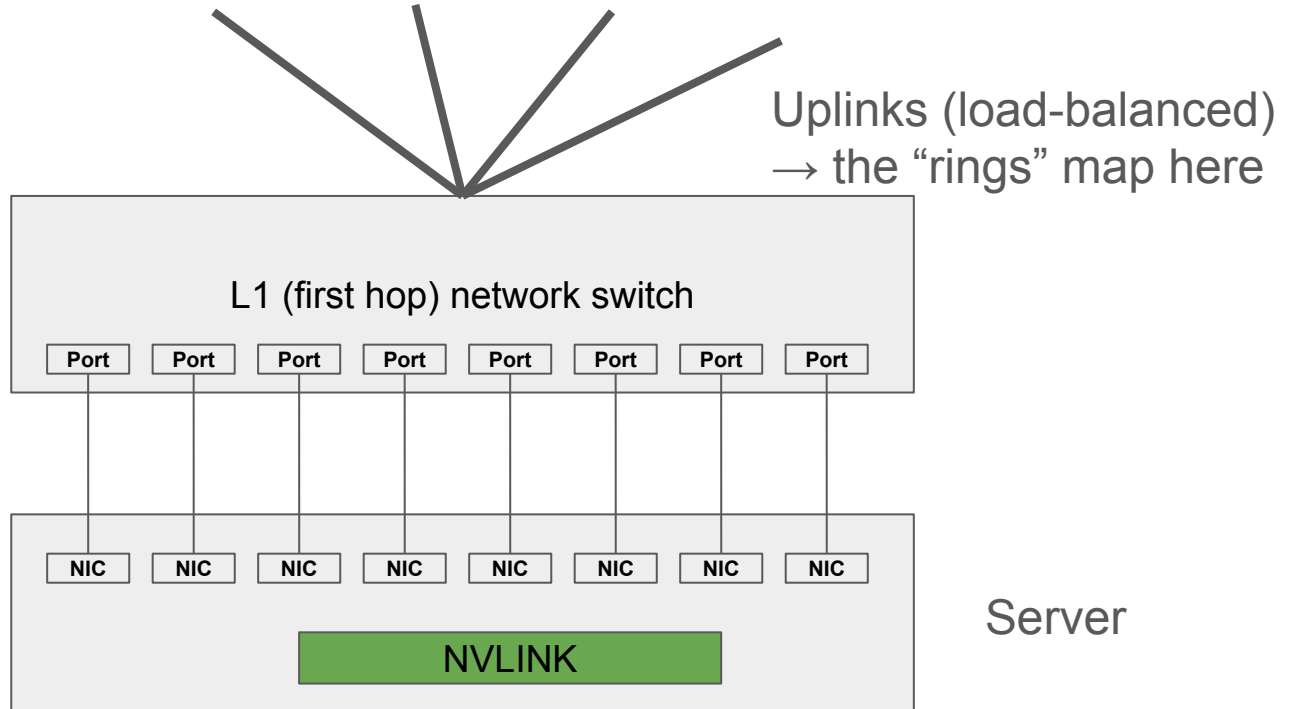 Uplinks (load-balanced)
→ the “rings” map here
L1 (first hop) network switch
Port Port Port Port Port Port Port Port
NIC NIC NIC NIC NIC NIC NIC NIC
Server
NVLINK